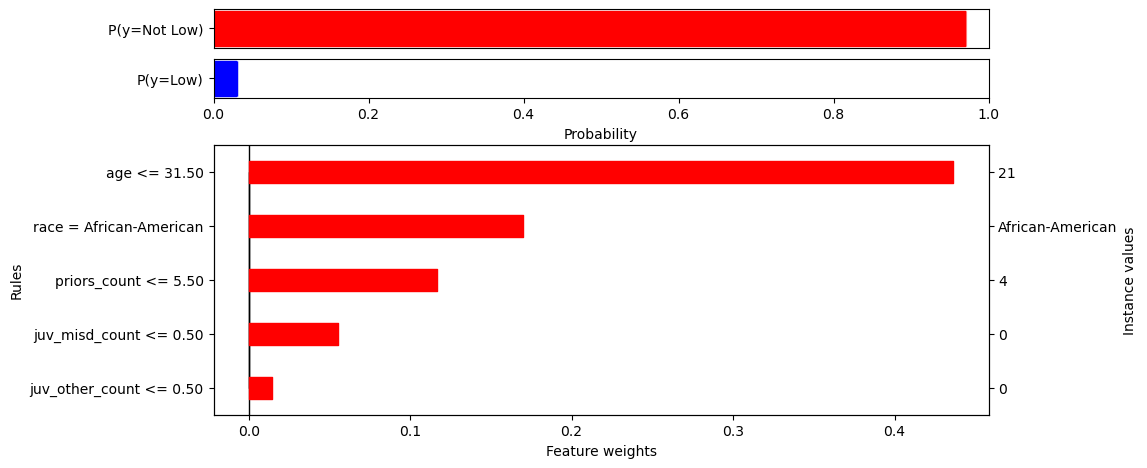 P(y=Not Low)
P(y=Low)
0.0 0.2 0.4 0.6 0.8 1.0
Probability
age <= 31.50 21
race = African-American African-American
priors_count <= 5.50 4
juv_misd_count <= 0.50 0
juv_other_count <= 0.50 0
Rules
Instance values
0.0 0.1 0.2 0.3 0.4
Feature weights